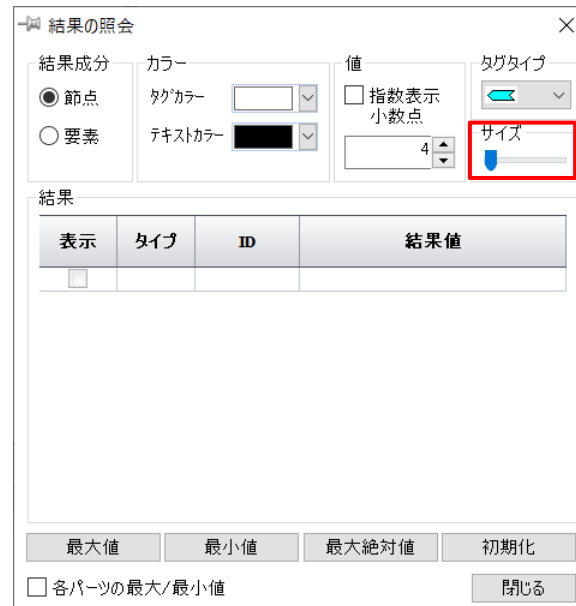 結果の照会
結果成分
カラー
値
タグタイプ
節点
タグカラー
指数表示
小数点
要素
テキストカラー
4
サイズ
結果
表示 タイプ ID 結果値
最大値 最小値 最大絶対値 初期化
各パーツの最大/最小値
閉じる